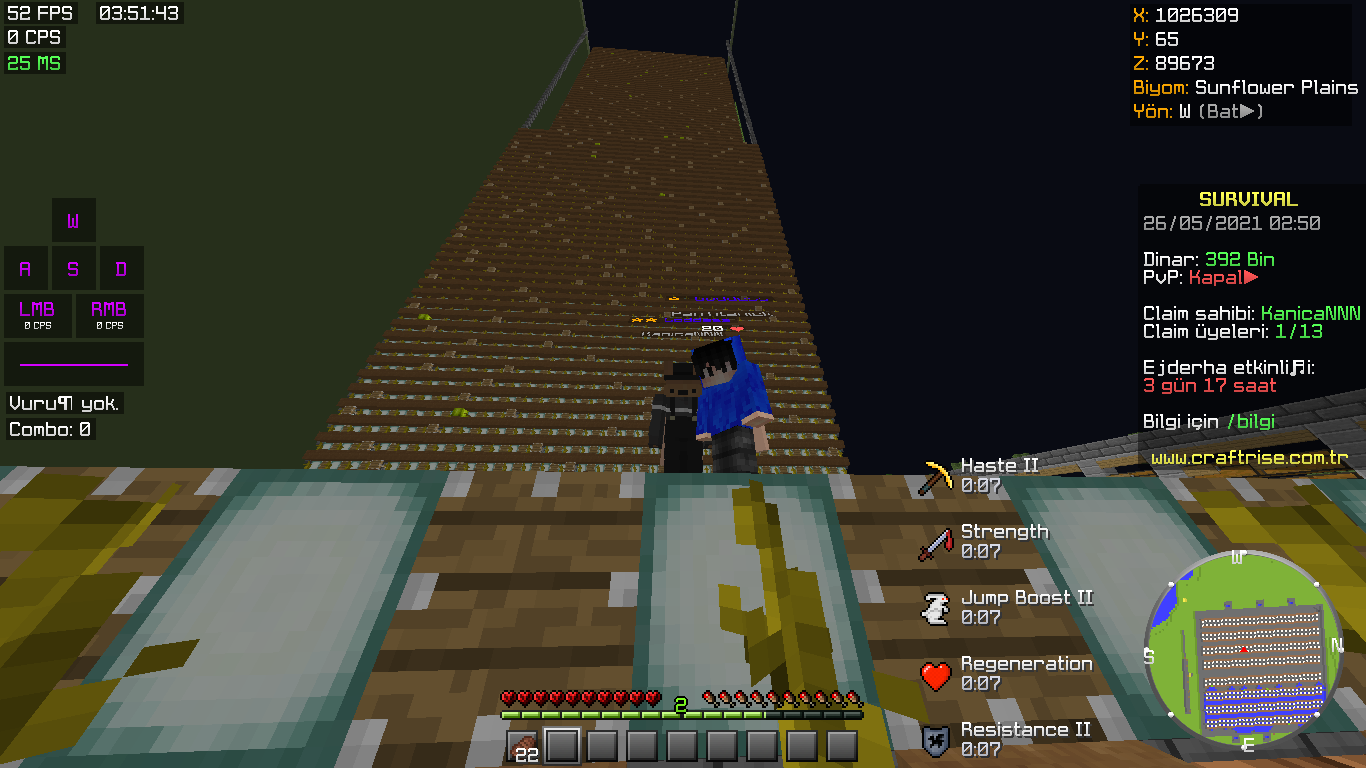 52 FPS
03:51:43
0 CPS
25 MS
X: 1026309
Y: 65
Z: 89673
Biyom: Sunflower Plains
Yön: W (Bat▶)
W
A S D
LMB RMB
0 CPS 0 CPS
Vuru¶ yok.
Combo: 0
SURVIVAL
26/05/2021 02:50
Dinar: 392 Bin
PvP: Kapal▶
Claim sahibi: KanicaNNN
Claim üyeleri: 1/13
Ejderha etkinli♬i:
3 gün 17 saat
Bilgi için /bilgi
www.craftrise.com.tr
20
KanicaNNN
Haste II
0:07
Strength
0:07
Jump Boost II
0:07
Regeneration
0:07
Resistance II
0:07
W
S N
E
2
22